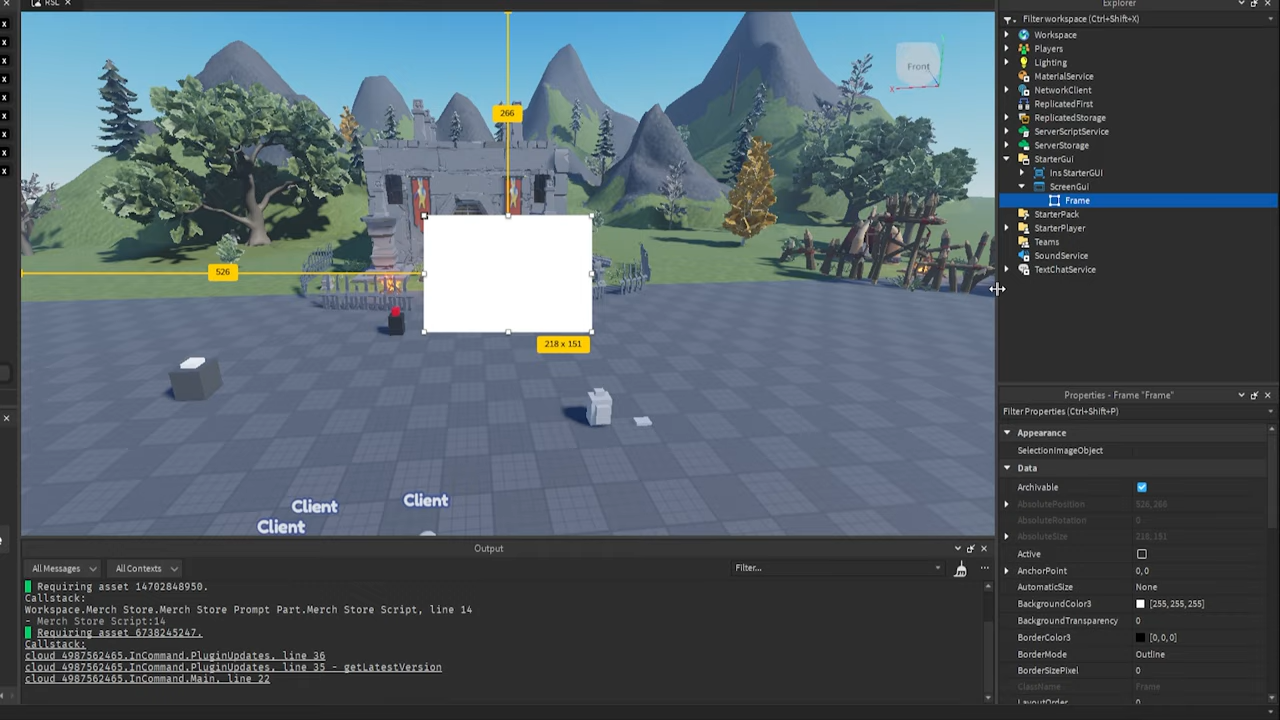 RSL
Explorer
Filter workspace (Ctrl+Shift+X)
Workspace
Players
Lighting
MaterialService
NetworkClient
ReplicatedFirst
ReplicatedStorage
ServerScriptService
ServerStorage
StarterGui
Ins StarterGUI
ScreenGui
Frame
StarterPack
StarterPlayer
Teams
SoundService
TextChatService
Front
266
526
218 x 151
Client
Client
Client
Properties - Frame "Frame"
Filter Properties (Ctrl+Shift+P)
Appearance
SelectionImageObject
Data
Archivable
AbsolutePosition 526, 266
AbsoluteRotation 0
AbsoluteSize 218, 151
Active
AnchorPoint 0,0
AutomaticSize None
BackgroundColor3 [255,255,255]
BackgroundTransparency 0
BorderColor3 [0,0,0]
BorderMode Outline
BorderSizePixel 0
ClassName Frame
LayoutOrder 0
Output
All Messages All Contexts Filter...
Requiring asset 14702848950.
Callstack:
Workspace.Merch Store.Merch Store Prompt Part.Merch Store Script, line 14
- Merch Store Script:14
Requiring asset 6738245247.
Callstack:
cloud_4987562465.InCommand.PluginUpdates, line 36
cloud_4987562465.InCommand.PluginUpdates, line 35 - getLatestVersion
cloud_4987562465.InCommand.Main, line 22